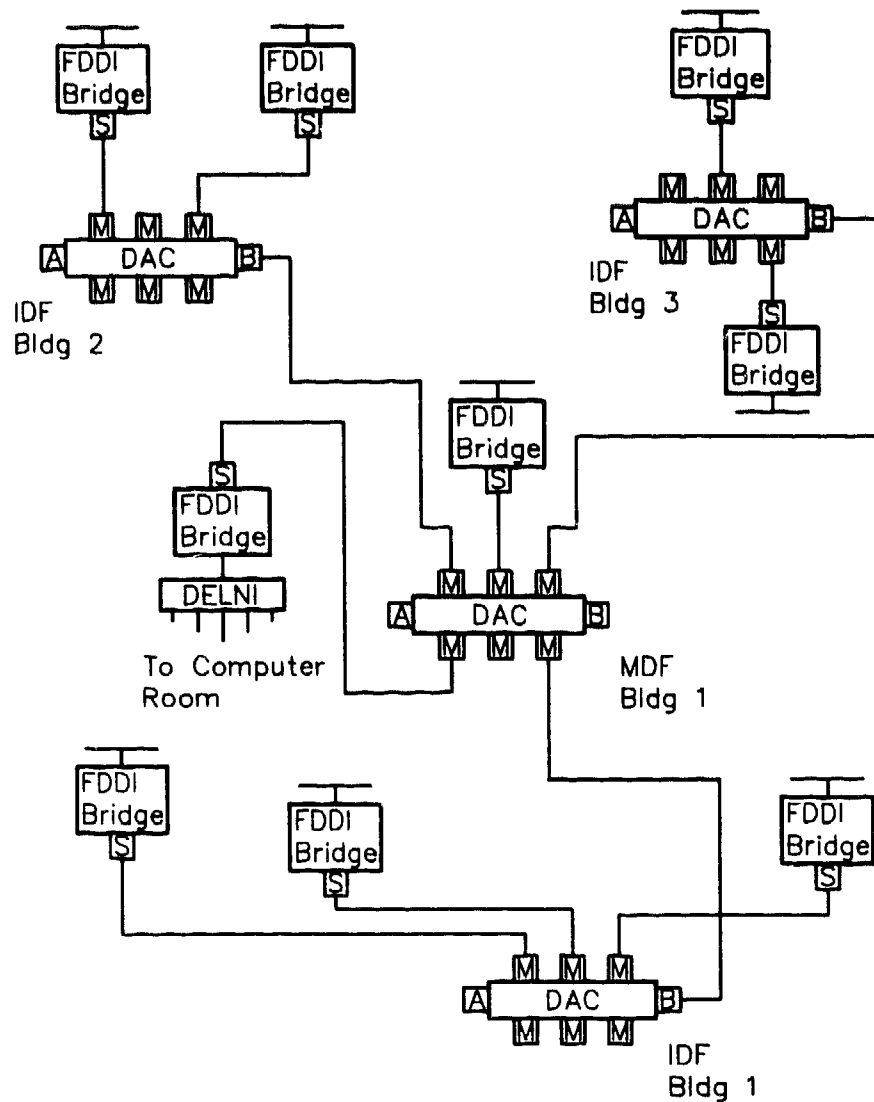 FDDI
Bridge
S
FDDI
Bridge
S
FDDI
Bridge
S
M M M
A DAC B
M M M
IDF
Bldg 2
M M M
A DAC B
M M M
IDF
Bldg 3
S
FDDI
Bridge
FDDI
Bridge
S
S
FDDI
Bridge
DELNI
To Computer
Room
M M M
A DAC B
M M M
MDF
Bldg 1
FDDI
Bridge
S
FDDI
Bridge
S
FDDI
Bridge
S
M M M
A DAC B
M M M
IDF
Bldg 1